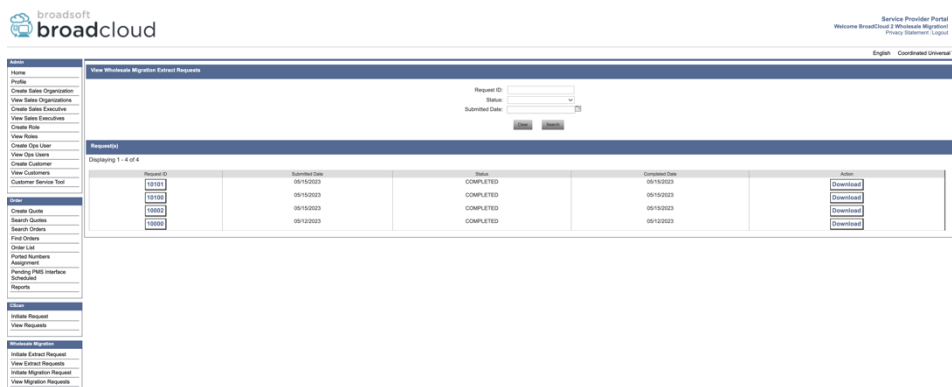 broadsoft
broadcloud
Service Provider Portal
Welcome BroadCloud 2 Wholesale Migration!
Privacy Statement | Logout
English Coordinated Universal
Admin
Home
Profile
Create Sales Organization
View Sales Organizations
Create Sales Executive
View Sales Executives
Create Role
View Roles
Create Ops User
View Ops Users
Create Customer
View Customers
Customer Service Tool
Order
Create Quote
Search Quotes
Search Orders
Find Orders
Order List
Ported Numbers
Assignment
Pending PMS Interface
Scheduled
Reports
CScan
Initiate Request
View Requests
Wholesale Migration
Initiate Extract Request
View Extract Requests
Initiate Migration Request
View Migration Requests
View Wholesale Migration Extract Requests
Request ID:
Status:
Submitted Date:
Clear Search
Request(s)
Displaying 1 - 4 of 4
Request ID Submitted Date Status Completed Date Action
10101 05/15/2023 COMPLETED 05/15/2023 Download
10100 05/15/2023 COMPLETED 05/15/2023 Download
10002 05/15/2023 COMPLETED 05/15/2023 Download
10000 05/12/2023 COMPLETED 05/12/2023 Download